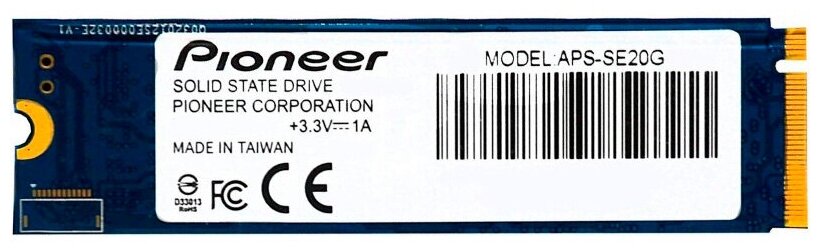 Pioneer
SOLID STATE DRIVE
PIONEER CORPORATION
+3.3V⎓1A
MADE IN TAIWAN
D33013
RoHS
FC CE
MODEL:APS-SE20G